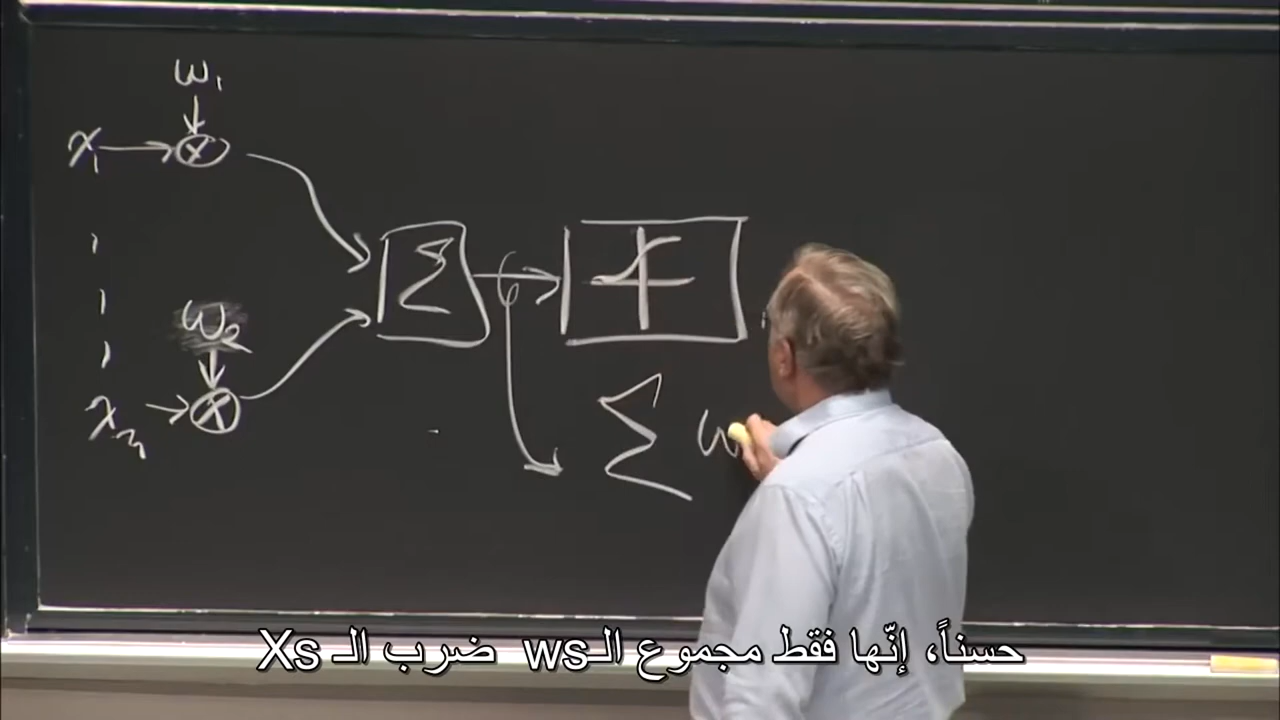 w₁
x₁
w₂
xₙ
Σ
Σ w
حسناً، إنّها فقط مجموع الـws ضرب الـ Xs